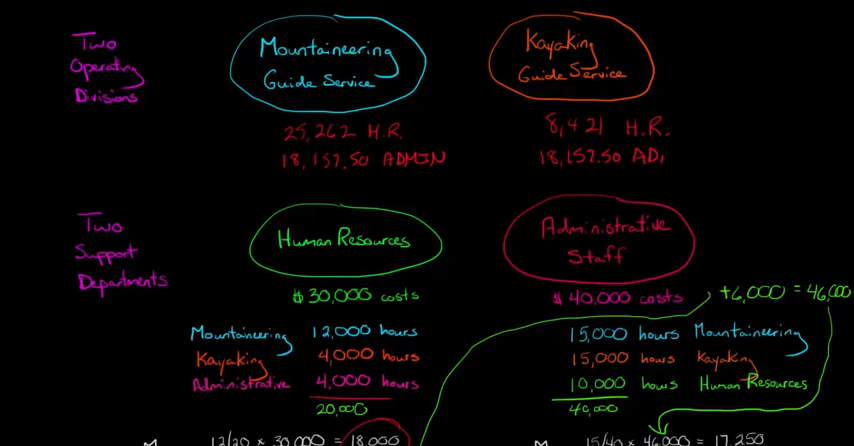 Two
Operating
Divisions
Mountaineering
Guide Service
Kayaking
Guide Service
25,262 H.R.
18,157.50 ADMIN
8,421 H.R.
18,157.50 AD
Two
Support
Departments
Human Resources
$30,000 costs
Mountaineering 12,000 hours
Kayaking 4,000 hours
Administrative 4,000 hours
20,000
Administrative
Staff
$40,000 costs
+6,000 = 46,000
15,000 hours Mountaineering
15,000 hours Kayaking
10,000 hours Human Resources
40,000
12/20 x 30,000 = 18,000
15/40 x 46,000 = 17,250